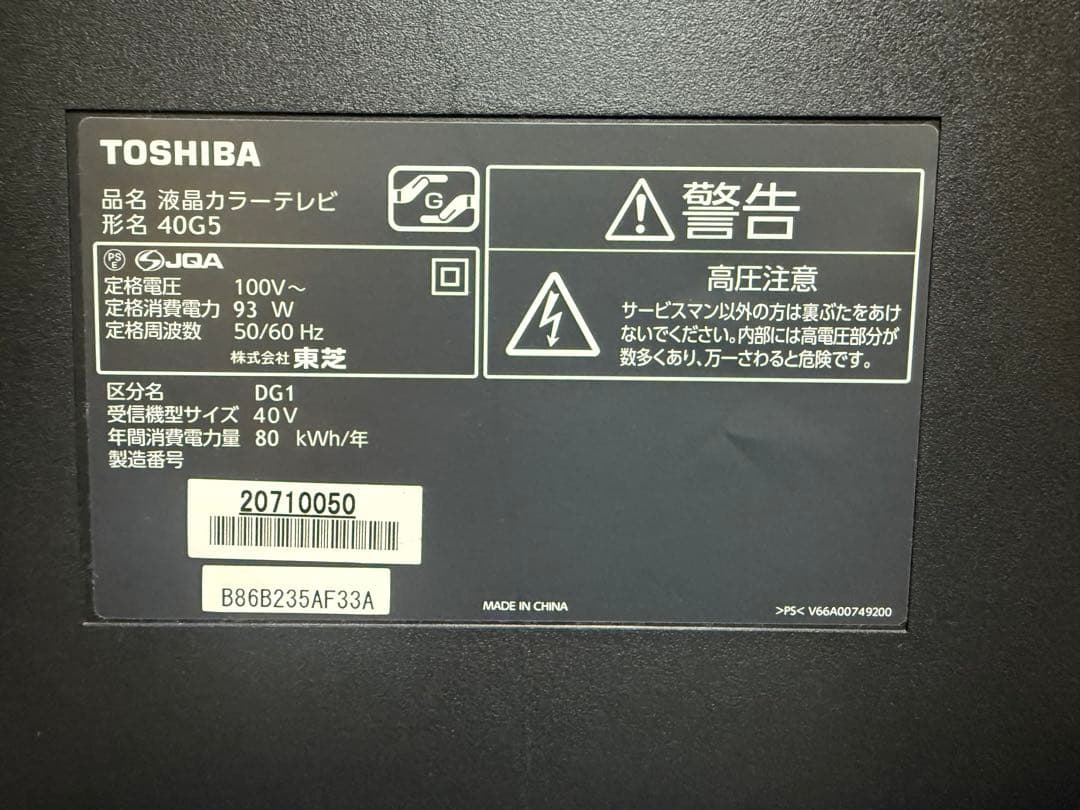 TOSHIBA
品名 液晶カラーテレビ
形名 40G5
G
PS
E
JQA
定格電圧 100V～
定格消費電力 93 W
定格周波数 50/60 Hz
株式会社 東芝
区分名 DG1
受信機型サイズ 40V
年間消費電力量 80 kWh/年
製造番号
20710050
B86B235AF33A
警告
高圧注意
サービスマン以外の方は裏ぶたをあけ
ないでください。内部には高電圧部分が
数多くあり、万一さわると危険です。
MADE IN CHINA
>PS< V66A00749200